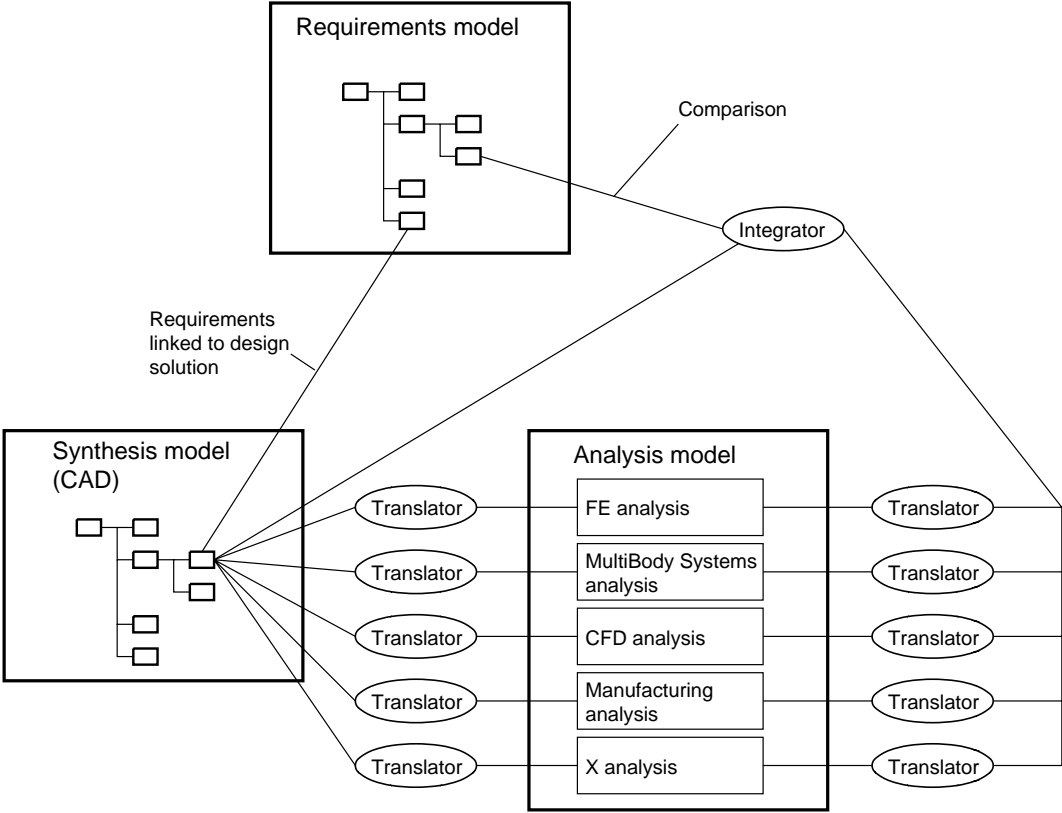 Requirements model
Comparison
Integrator
Requirements
linked to design
solution
Synthesis model
(CAD)
Analysis model
Translator
FE analysis
Translator
Translator
MultiBody Systems
analysis
Translator
Translator
CFD analysis
Translator
Translator
Manufacturing
analysis
Translator
Translator
X analysis
Translator